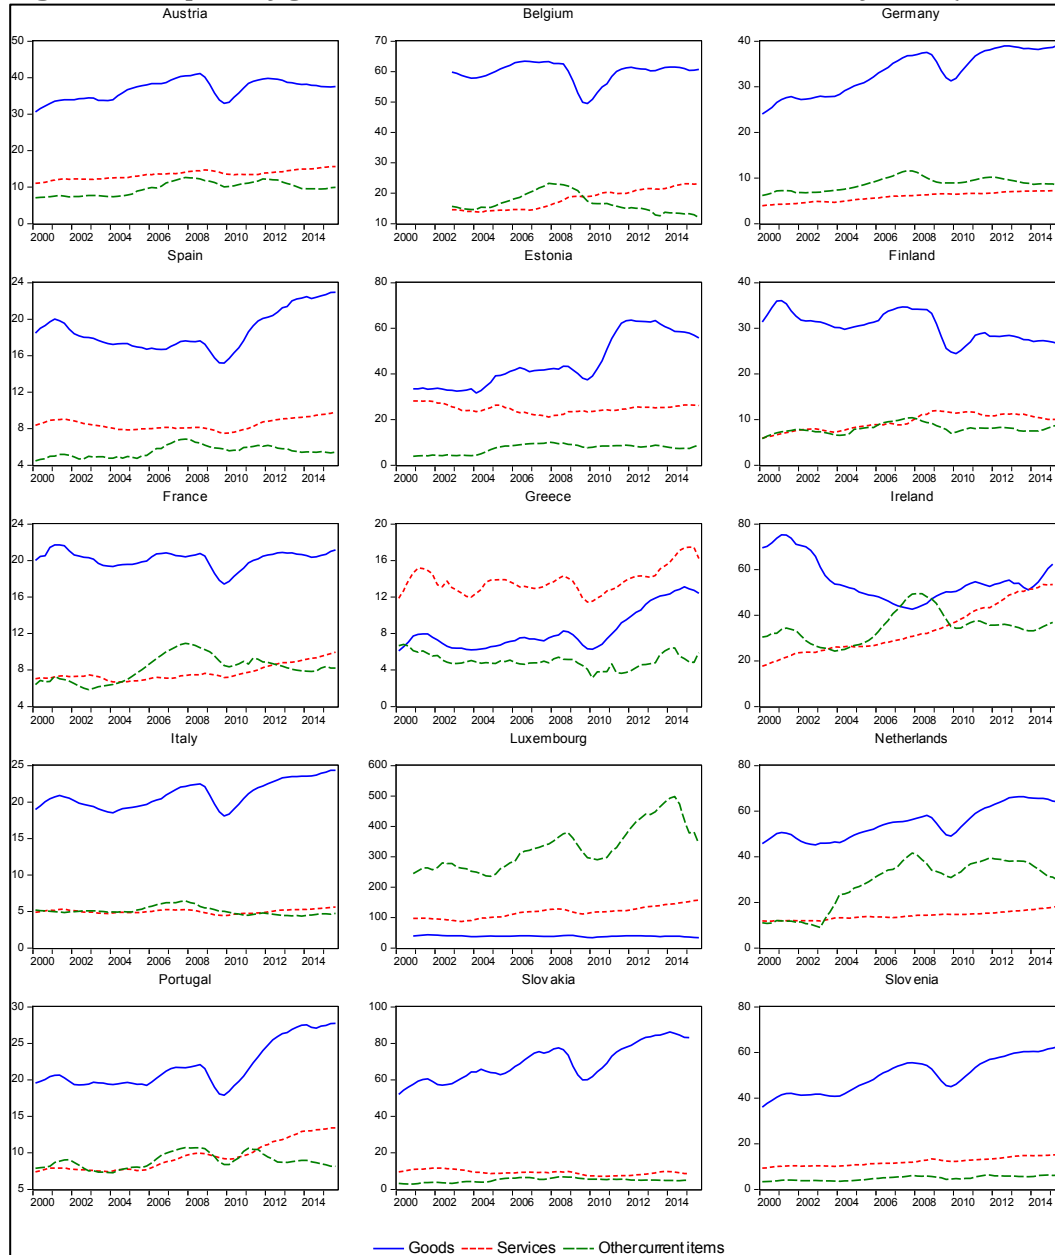 Austria Belgium Germany
50 70 40
40 60 30
30 50 20
20 40 10
10 30 0
0 20
10
2000 2002 2004 2006 2008 2010 2012 2014 2000 2002 2004 2006 2008 2010 2012 2014 2000 2002 2004 2006 2008 2010 2012 2014
Spain Estonia Finland
24 80 40
20 60 30
16 40 20
12 20 10
8 0 0
4
2000 2002 2004 2006 2008 2010 2012 2014 2000 2002 2004 2006 2008 2010 2012 2014 2000 2002 2004 2006 2008 2010 2012 2014
France Greece Ireland
24 20 80
20 16 60
16 12 40
12 8 20
8 4 0
4 0
2000 2002 2004 2006 2008 2010 2012 2014 2000 2002 2004 2006 2008 2010 2012 2014 2000 2002 2004 2006 2008 2010 2012 2014
Italy Luxembourg Netherlands
25 600 80
20 500 60
15 400 40
10 300 20
5 200 0
0 100
0
2000 2002 2004 2006 2008 2010 2012 2014 2000 2002 2004 2006 2008 2010 2012 2014 2000 2002 2004 2006 2008 2010 2012 2014
Portugal Slovakia Slovenia
30 100 80
25 80 60
20 60 40
15 40 20
10 20 0
5 0
2000 2002 2004 2006 2008 2010 2012 2014 2000 2002 2004 2006 2008 2010 2012 2014 2000 2002 2004 2006 2008 2010 2012 2014
Goods Services Other current items